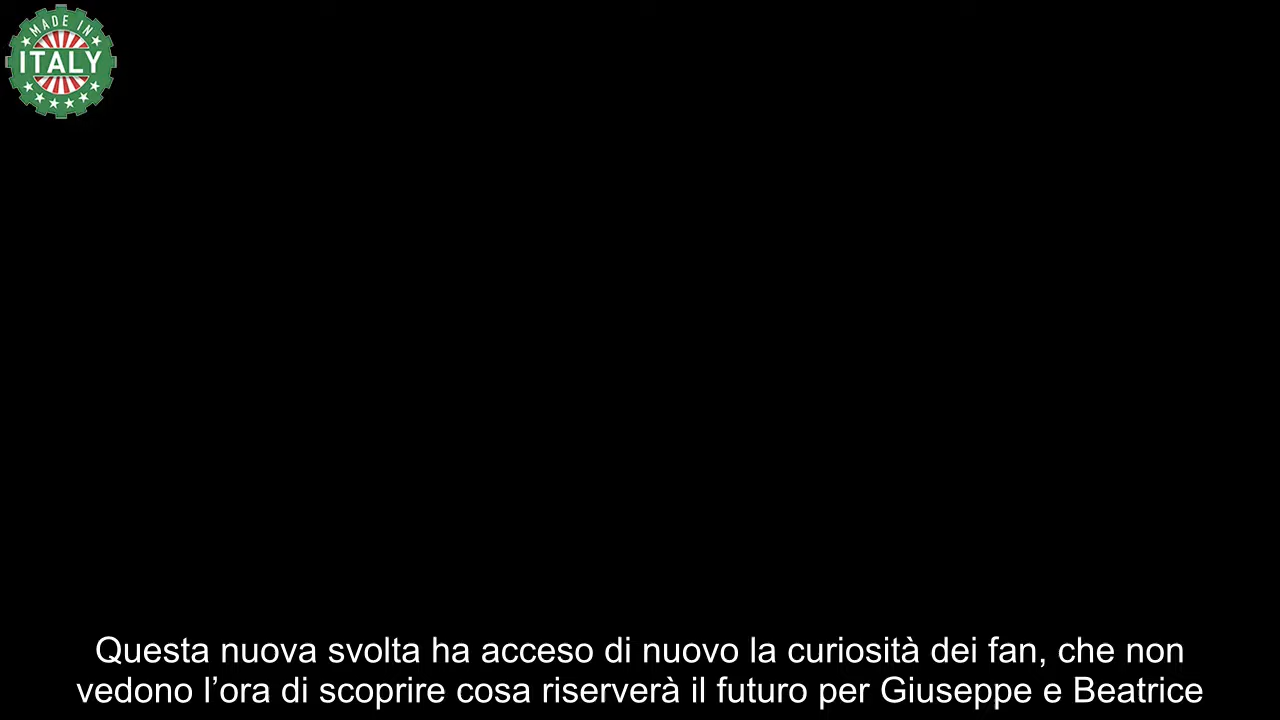 MADE IN
ITALY
Questa nuova svolta ha acceso di nuovo la curiosità dei fan, che non
vedono l’ora di scoprire cosa riserverà il futuro per Giuseppe e Beatrice